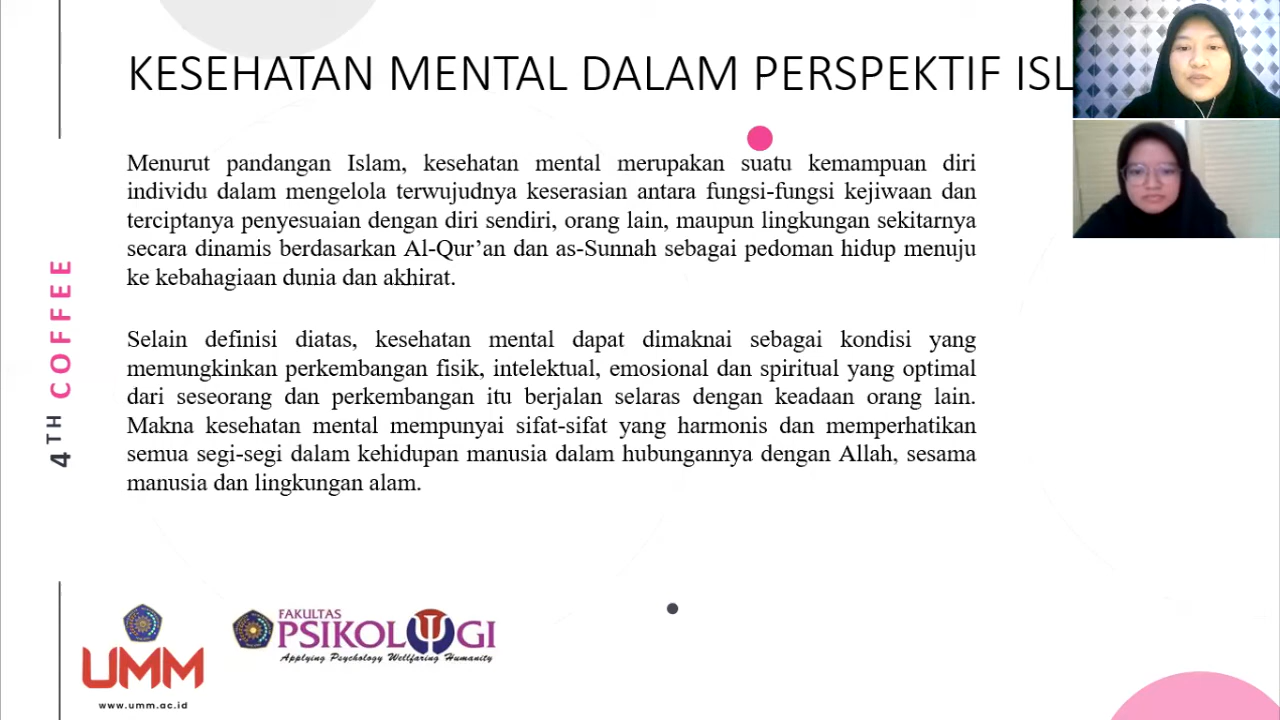 KESEHATAN MENTAL DALAM PERSPEKTIF ISL
Menurut pandangan Islam, kesehatan mental merupakan suatu kemampuan diri
individu dalam mengelola terwujudnya keserasian antara fungsi-fungsi kejiwaan dan
terciptanya penyesuaian dengan diri sendiri, orang lain, maupun lingkungan sekitarnya
secara dinamis berdasarkan Al-Qur’an dan as-Sunnah sebagai pedoman hidup menuju
ke kebahagiaan dunia dan akhirat.
Selain definisi diatas, kesehatan mental dapat dimaknai sebagai kondisi yang
memungkinkan perkembangan fisik, intelektual, emosional dan spiritual yang optimal
dari seseorang dan perkembangan itu berjalan selaras dengan keadaan orang lain.
Makna kesehatan mental mempunyai sifat-sifat yang harmonis dan memperhatikan
semua segi-segi dalam kehidupan manusia dalam hubungannya dengan Allah, sesama
manusia dan lingkungan alam.
4TH COFFEE
UMM
www.umm.ac.id
FAKULTAS
PSIKOLOGI
Applying Psychology Wellfaring Humanity